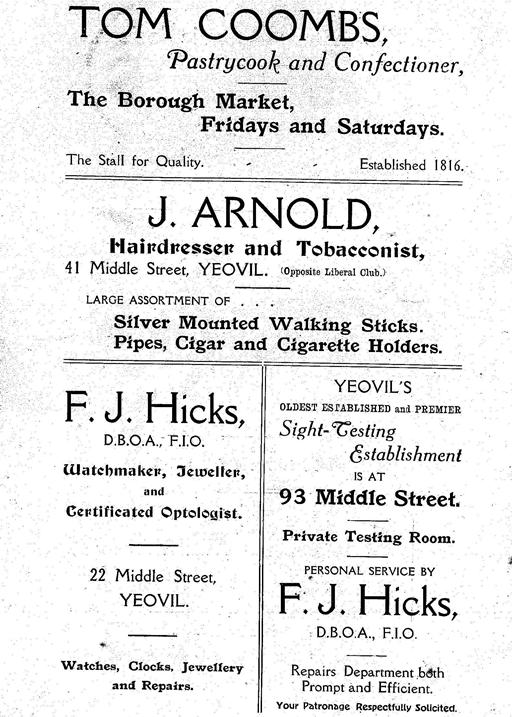 TOM COOMBS,
Pastrycook and Confectioner,
The Borough Market,
Fridays and Saturdays.
The Stall for Quality. - - Established 1816.
J. ARNOLD,
Hairdresser and Tobacconist,
41 Middle Street, YEOVIL. (Opposite Liberal Club.)
LARGE ASSORTMENT OF . . .
Silver Mounted Walking Sticks.
Pipes, Cigar and Cigarette Holders.
F. J. Hicks,
D.B.O.A., F.I.O.
Watchmaker, Jeweller,
and
Certificated Optologist.
22 Middle Street,
YEOVIL.
Watches, Clocks, Jewellery
and Repairs.
YEOVIL'S
OLDEST ESTABLISHED and PREMIER
Sight-Testing
Establishment
IS AT
93 Middle Street.
Private Testing Room.
PERSONAL SERVICE BY
F. J. Hicks,
D.B.O.A., F.I.O.
Repairs Department both
Prompt and Efficient.
Your Patronage Respectfully Solicited.